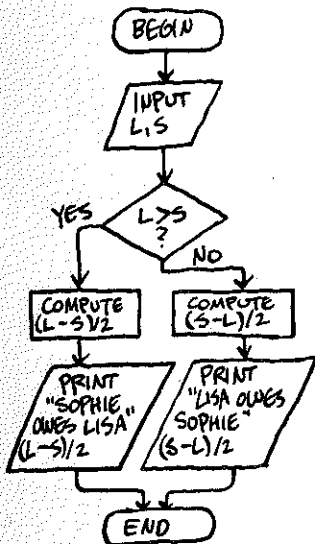 BEGIN
INPUT
L, S
L>S
?
YES
NO
COMPUTE
(L-S)/2
COMPUTE
(S-L)/2
PRINT
"SOPHIE"
OWES LISA"
(L-S)/2
PRINT
"LISA OWES
SOPHIE"
(S-L)/2
END